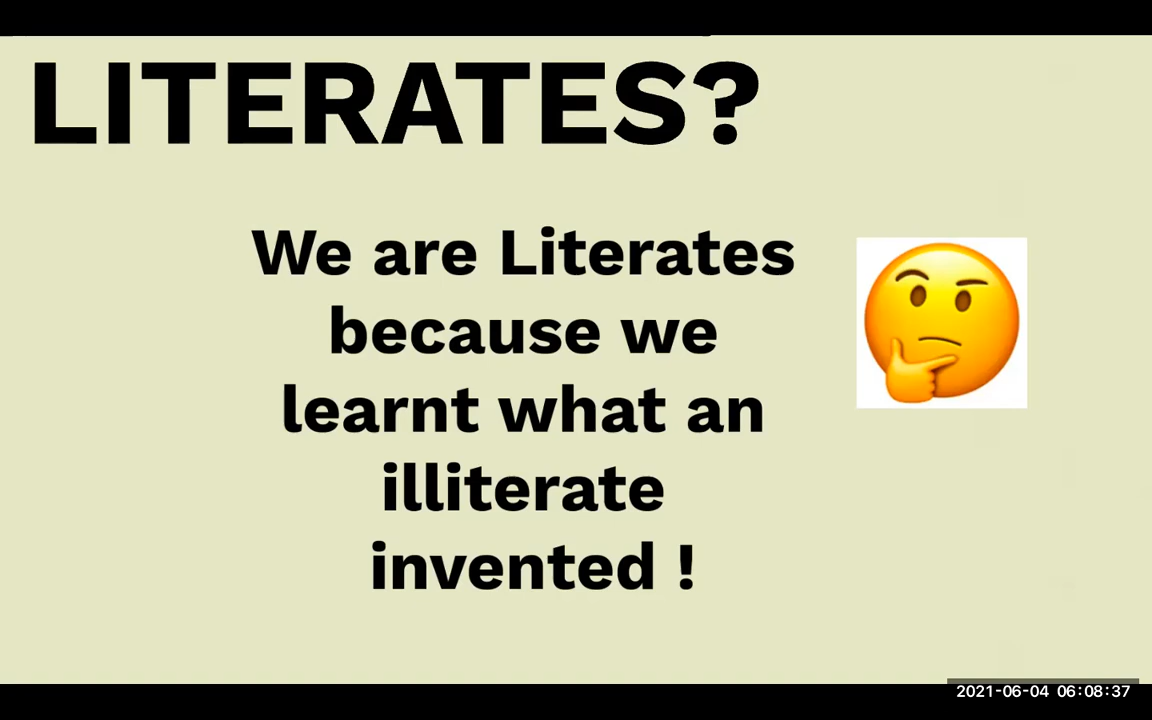 LITERATES?
We are Literates
because we
learnt what an
illiterate
invented !
2021-06-04 06:08:37